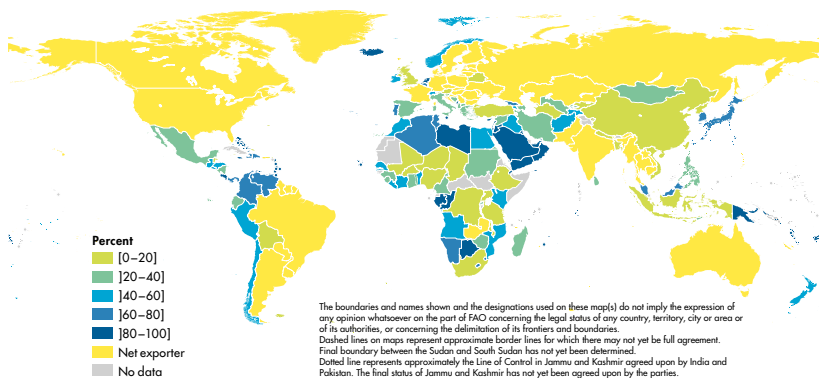 Percent
[0–20]
]20–40]
]40–60]
]60–80]
]80–100]
Net exporter
No data
The boundaries and names shown and the designations used on these map(s) do not imply the expression of
any opinion whatsoever on the part of FAO concerning the legal status of any country, territory, city or area or
of its authorities, or concerning the delimitation of its frontiers and boundaries.
Dashed lines on maps represent approximate border lines for which there may not yet be full agreement.
Final boundary between the Sudan and South Sudan has not yet been determined.
Dotted line represents approximately the Line of Control in Jammu and Kashmir agreed upon by India and
Pakistan. The final status of Jammu and Kashmir has not yet been agreed upon by the parties.